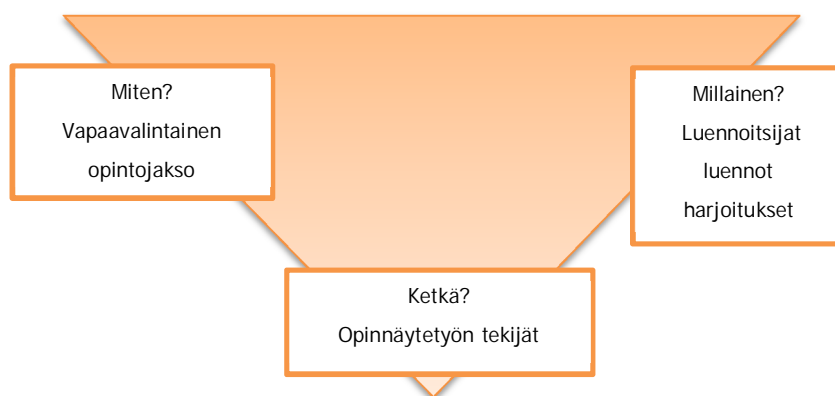 Miten?
Vapaavalintainen
opintojakso
Millainen?
Luennoitsijat
luennot
harjoitukset
Ketkä?
Opinnäytetyön tekijät